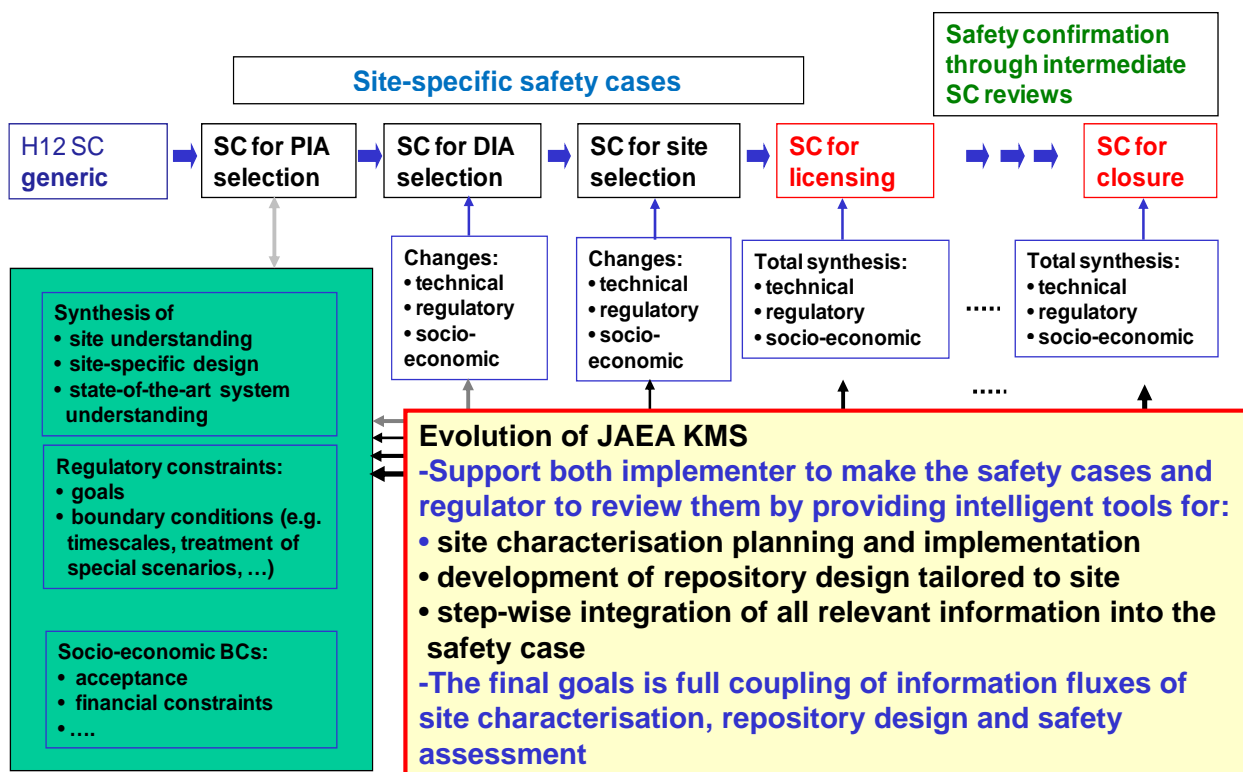 Safety confirmation
through intermediate
SC reviews
Site-specific safety cases
H12 SC
generic
SC for PIA
selection
SC for DIA
selection
SC for site
selection
SC for
licensing
SC for
closure
Changes:
• technical
• regulatory
• socio-
economic
Changes:
• technical
• regulatory
• socio-
economic
Total synthesis:
• technical
• regulatory
• socio-economic
.....
Total synthesis:
• technical
• regulatory
• socio-economic
.....
Synthesis of
• site understanding
• site-specific design
• state-of-the-art system
understanding
Regulatory constraints:
• goals
• boundary conditions (e.g.
timescales, treatment of
special scenarios, …)
Socio-economic BCs:
• acceptance
• financial constraints
• ….
Evolution of JAEA KMS
-Support both implementer to make the safety cases and
regulator to review them by providing intelligent tools for:
• site characterisation planning and implementation
• development of repository design tailored to site
• step-wise integration of all relevant information into the
safety case
-The final goals is full coupling of information fluxes of
site characterisation, repository design and safety
assessment